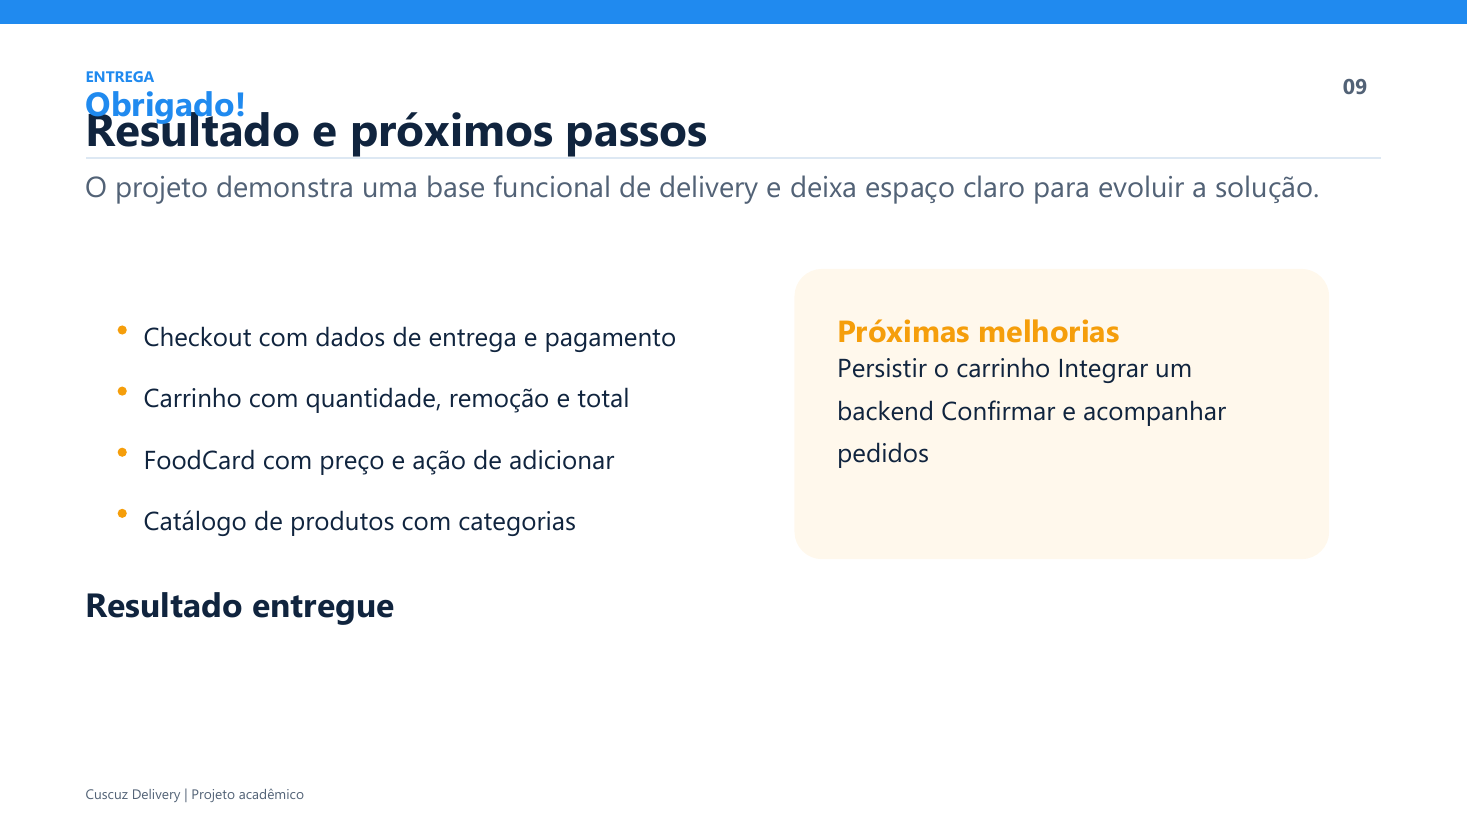 ENTREGA
Obrigado!
09
Resultado e próximos passos
O projeto demonstra uma base funcional de delivery e deixa espaço claro para evoluir a solução.
Checkout com dados de entrega e pagamento
Carrinho com quantidade, remoção e total
FoodCard com preço e ação de adicionar
Catálogo de produtos com categorias
Resultado entregue
Próximas melhorias
Persistir o carrinho Integrar um
backend Confirmar e acompanhar
pedidos
Cuscuz Delivery | Projeto acadêmico